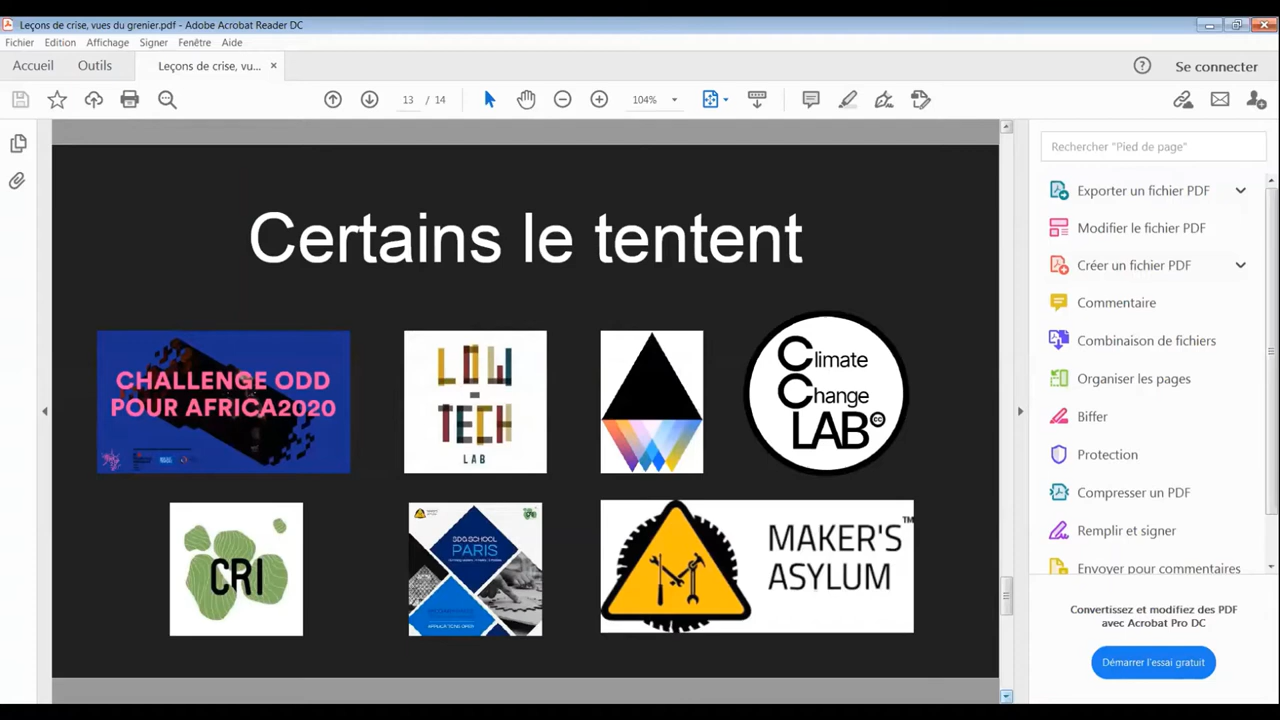 Leçons de crise, vues du grenier.pdf - Adobe Acrobat Reader DC
Fichier Edition Affichage Signer Fenêtre Aide
Accueil Outils Leçons de crise, vu... × Se connecter
13 / 14 104%
Certains le tentent
CHALLENGE ODD
POUR AFRICA2020
LOW
-
TECH
LAB
Climate
Change
LAB cc
CRI
SDG SCHOOL
PARIS
MAKER'S™
ASYLUM
Rechercher "Pied de page"
Exporter un fichier PDF
Modifier le fichier PDF
Créer un fichier PDF
Commentaire
Combinaison de fichiers
Organiser les pages
Biffer
Protection
Compresser un PDF
Remplir et signer
Envoyer pour commentaires
Convertissez et modifiez des PDF
avec Acrobat Pro DC
Démarrer l'essai gratuit